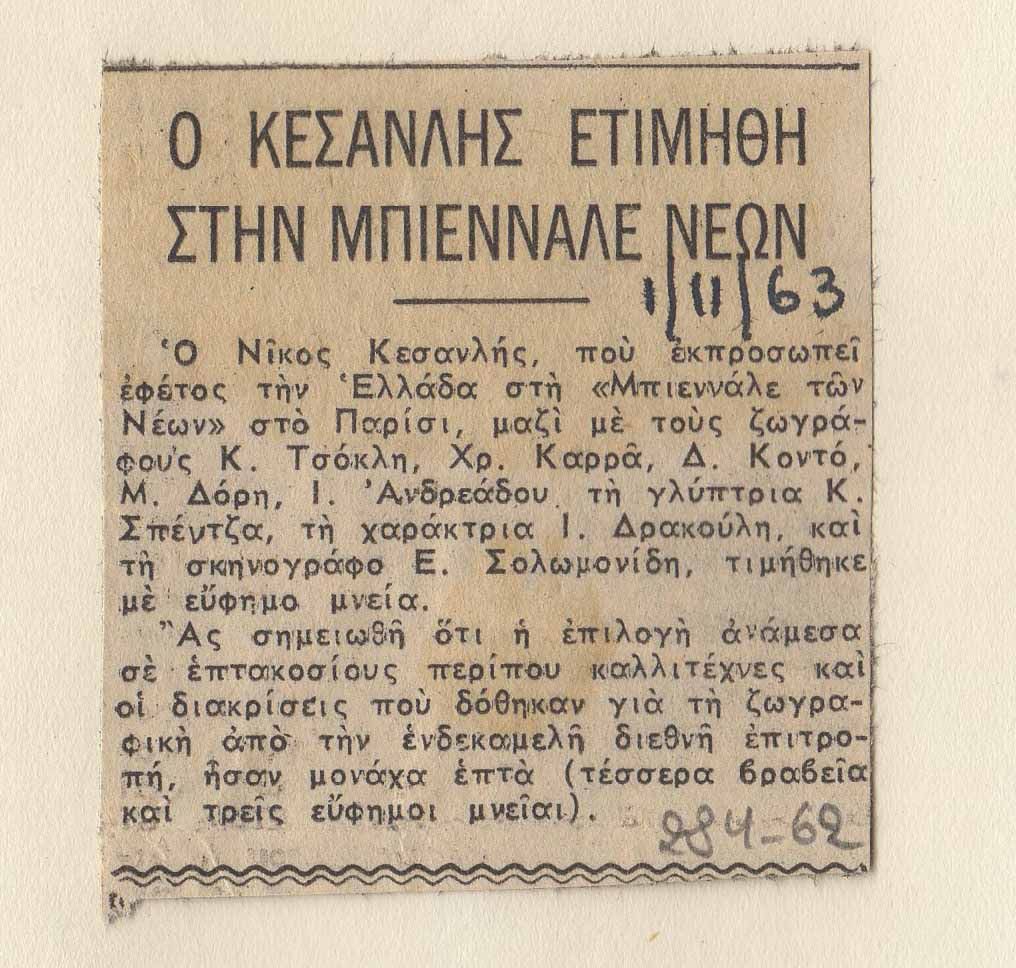 Ο ΚΕΣΑΝΛΗΣ ΕΤΙΜΗΘΗ
ΣΤΗΝ ΜΠΙΕΝΝΑΛΕ ΝΕΩΝ
1/11/63
Ὁ Νῖκος Κεσανλής, ποὺ ἐκπροσωπεῖ
ἐφέτος τὴν Ἑλλάδα στὴ «Μπιεννάλε τῶν
Νέων» στὸ Παρίσι, μαζὶ μὲ τοὺς ζωγρά-
φους Κ. Τσόκλη, Χρ. Καρρᾶ, Δ. Κοντό,
Μ. Δόρη, Ι. Ἀνδρεάδου τὴ γλύπτρια Κ.
Σπέντζα, τὴ χαράκτρια Ι. Δρακούλη, καὶ
τὴ σκηνογράφο Ε. Σολωμονίδη, τιμήθηκε
μὲ εὔφημο μνεία.
Ἂς σημειωθῆ ὅτι ἡ ἐπιλογὴ ἀνάμεσα
σὲ ἑπτακοσίους περίπου καλλιτέχνες καὶ
οἱ διακρίσεις ποὺ δόθηκαν γιὰ τὴ ζωγρα-
φικὴ ἀπὸ τὴν ἑνδεκαμελῆ διεθνῆ ἐπιτρο-
πή, ἦσαν μονάχα ἑπτὰ (τέσσερα βραβεῖα
καὶ τρεῖς εὔφημοι μνεῖαι).
284-62